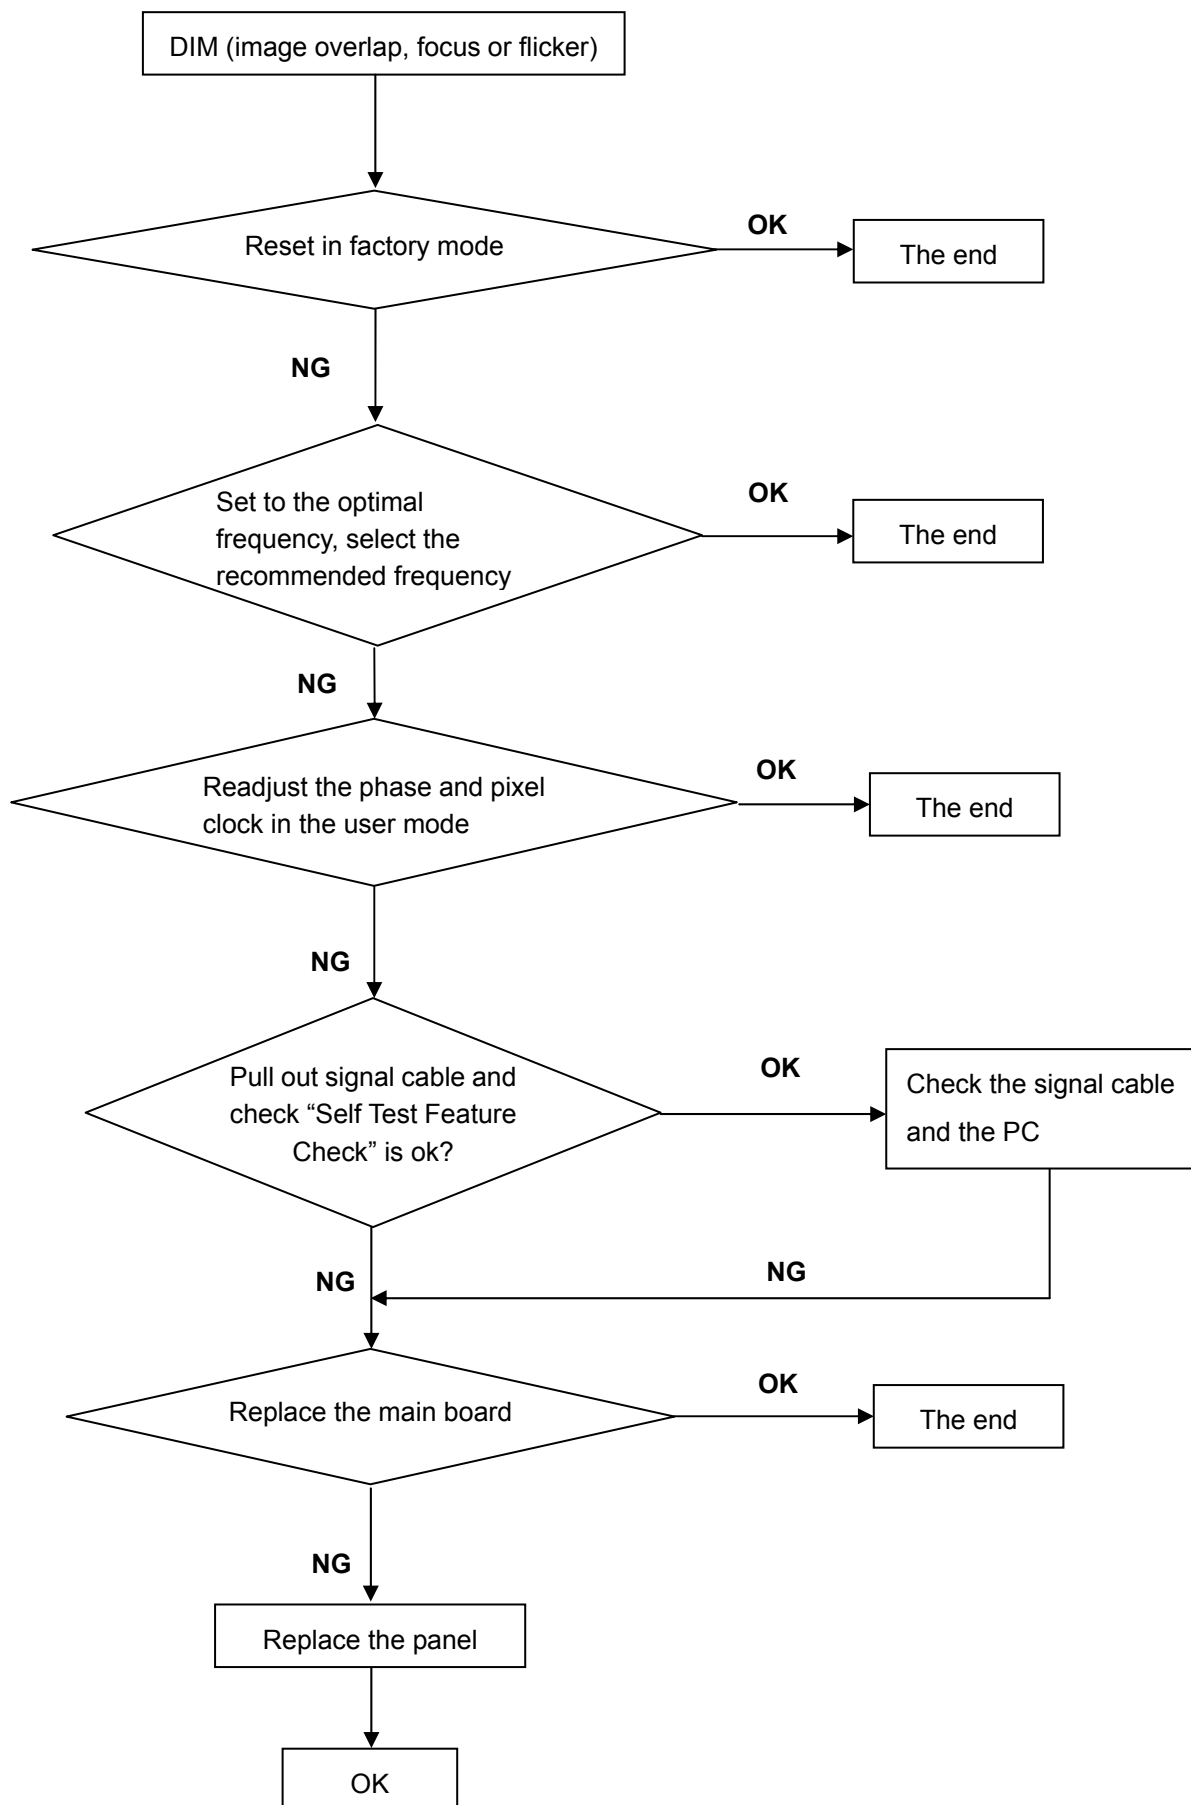 DIM (image overlap, focus or flicker)
Reset in factory mode
OK
The end
NG
Set to the optimal
frequency, select the
recommended frequency
OK
The end
NG
Readjust the phase and pixel
clock in the user mode
OK
The end
NG
Pull out signal cable and
check “Self Test Feature
Check” is ok?
OK
Check the signal cable
and the PC
NG
NG
Replace the main board
OK
The end
NG
Replace the panel
OK